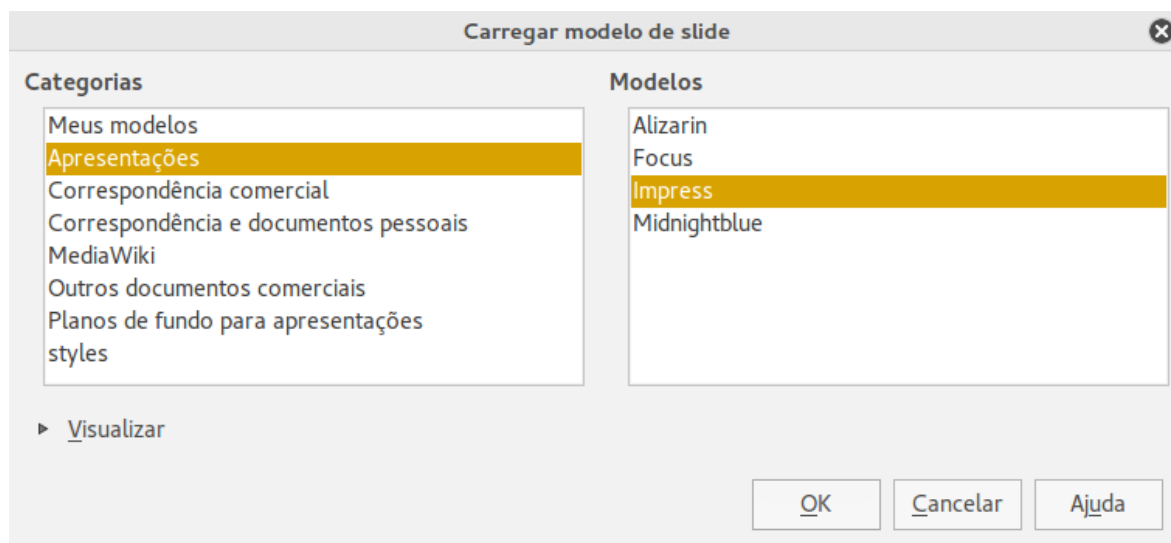 Carregar modelo de slide
Categorias
Meus modelos
Apresentações
Correspondência comercial
Correspondência e documentos pessoais
MediaWiki
Outros documentos comerciais
Planos de fundo para apresentações
styles
Modelos
Alizarin
Focus
Impress
Midnightblue
Visualizar
OK
Cancelar
Ajuda